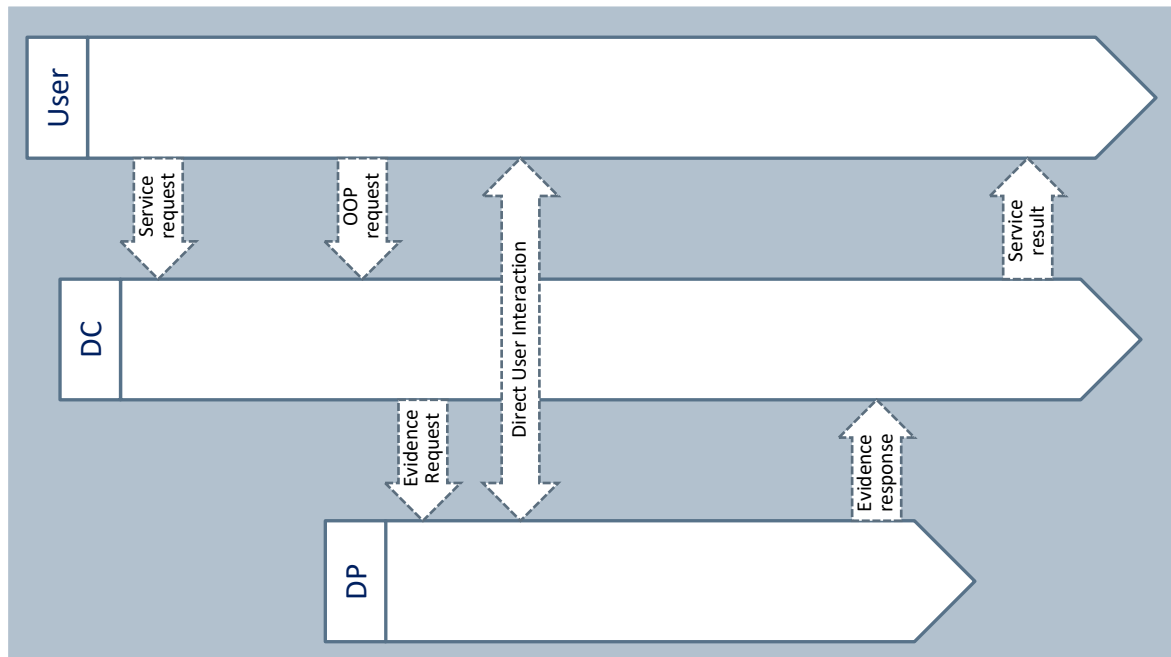 User
Service
request
OOP
request
Direct User Interaction
Service
result
DC
Evidence
Request
Evidence
response
DP